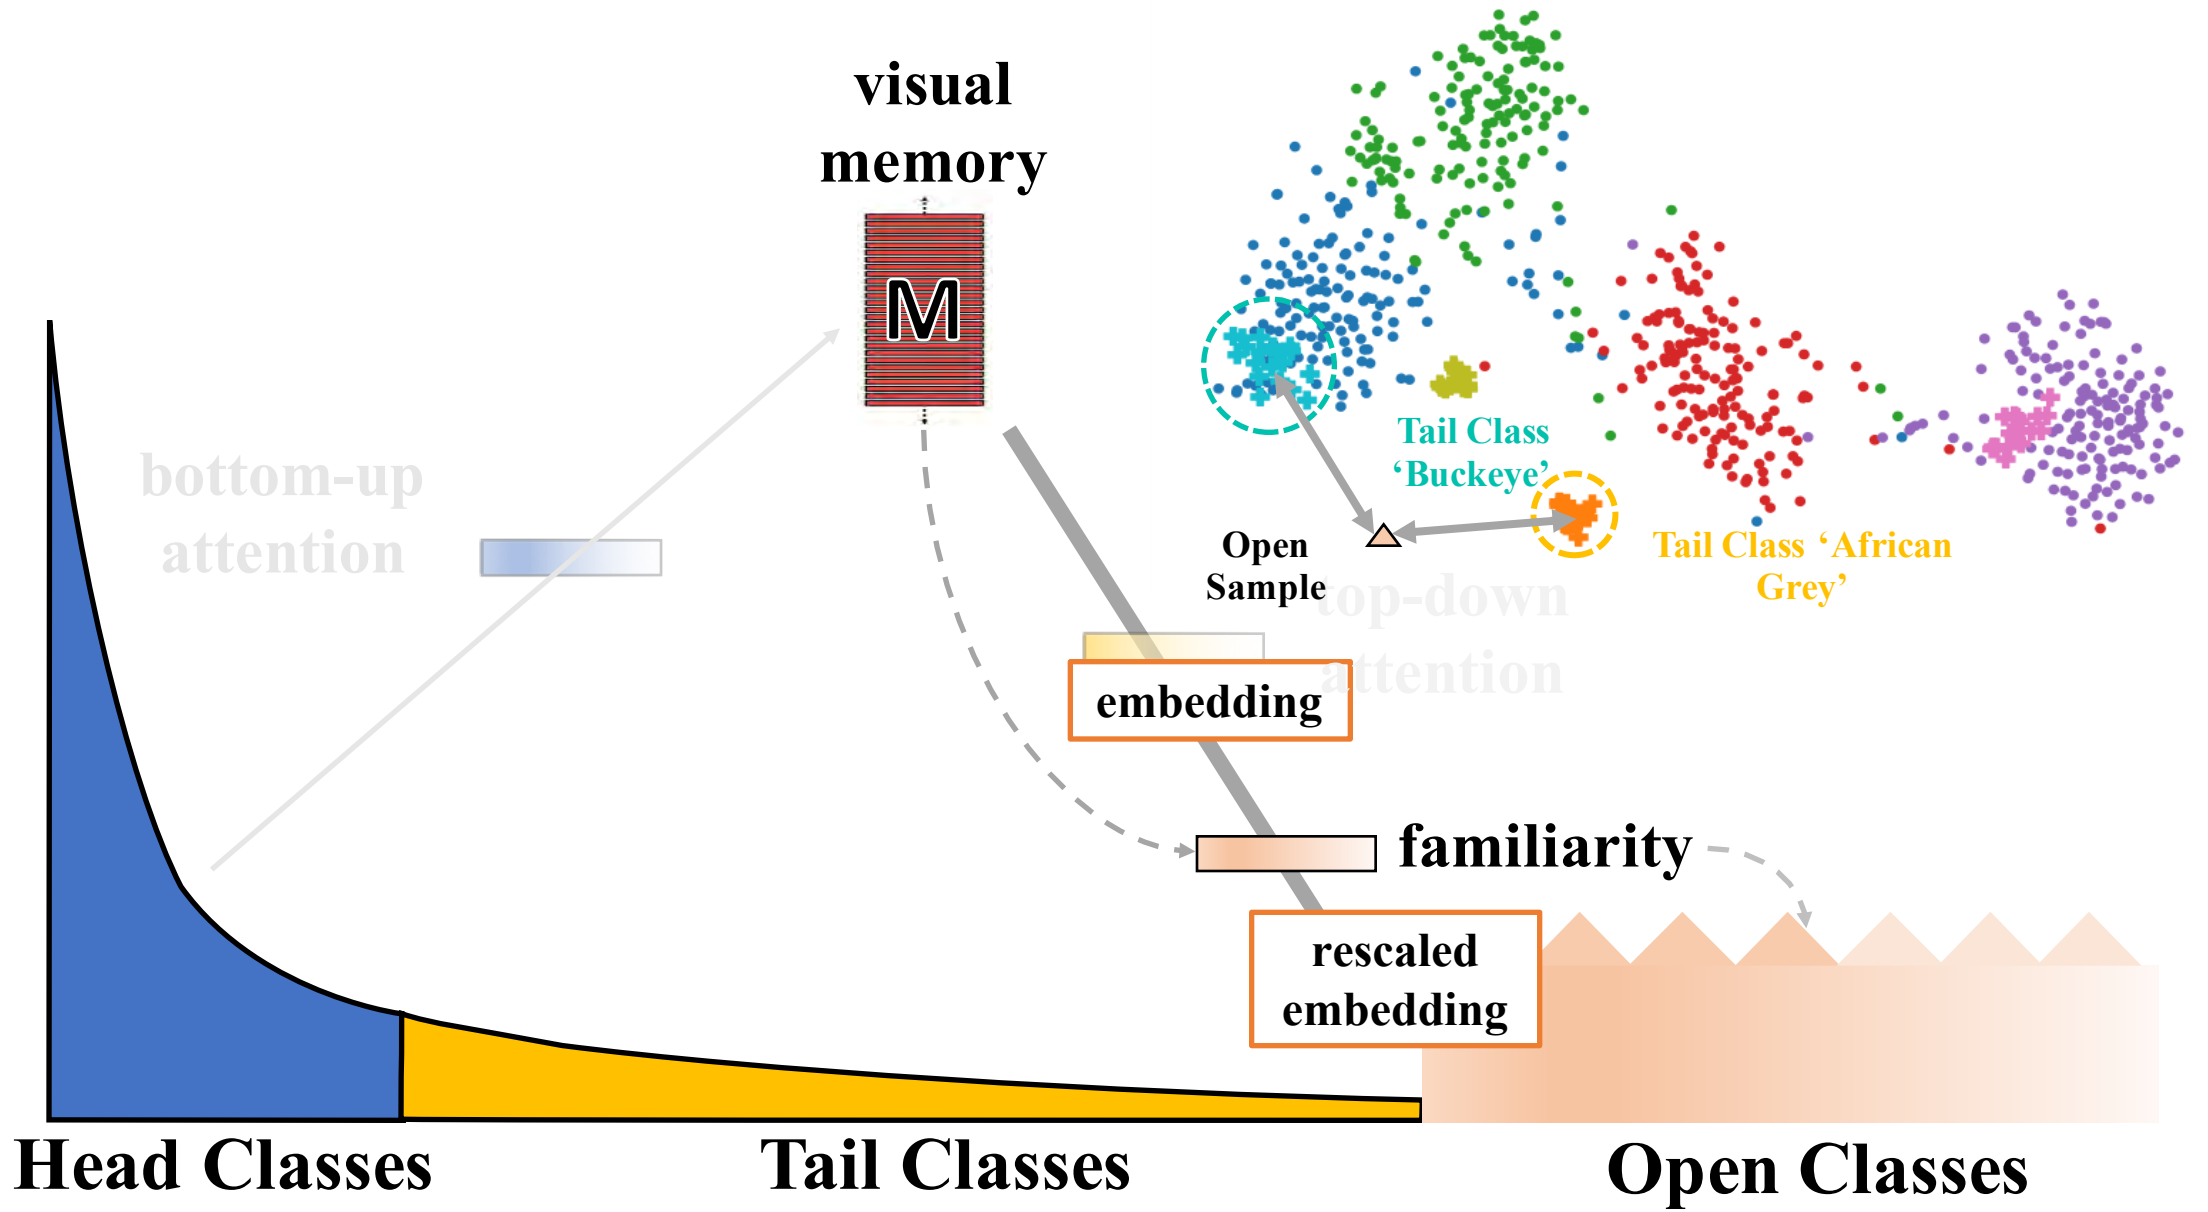 visual
memory
M
bottom-up
attention
Tail Class
‘Buckeye’
Open
Sample
Tail Class ‘African
Grey’
top-down
attention
embedding
familiarity
rescaled
embedding
Head Classes
Tail Classes
Open Classes